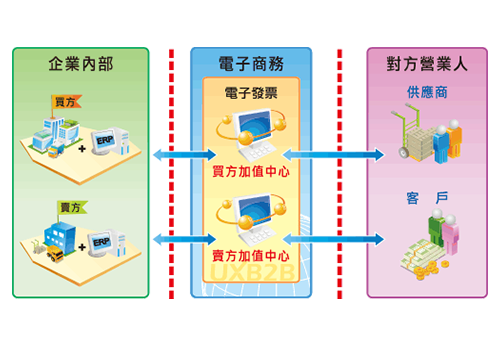 企業內部
買方
ERP
賣方
ERP
電子商務
電子發票
買方加值中心
賣方加值中心
UXB2B
對方營業人
供應商
客戶